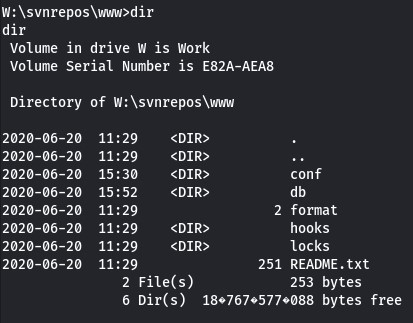 W:\svnrepos\www>dir
dir
 Volume in drive W is Work
 Volume Serial Number is E82A-AEA8

 Directory of W:\svnrepos\www

2020-06-20  11:29    <DIR>          .
2020-06-20  11:29    <DIR>          ..
2020-06-20  15:30    <DIR>          conf
2020-06-20  15:52    <DIR>          db
2020-06-20  11:29                 2 format
2020-06-20  11:29    <DIR>          hooks
2020-06-20  11:29    <DIR>          locks
2020-06-20  11:29               251 README.txt
               2 File(s)            253 bytes
               6 Dir(s)  18�767�577�088 bytes free